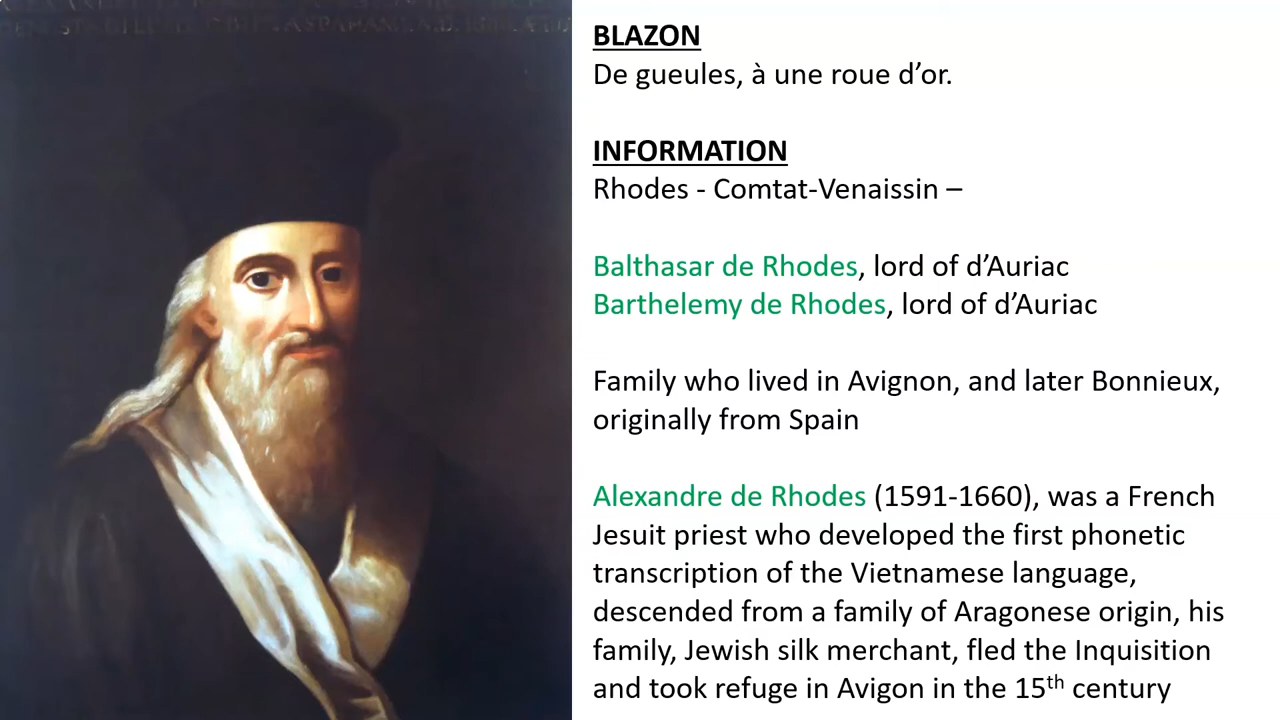 BLAZON
De gueules, à une roue d’or.
INFORMATION
Rhodes - Comtat-Venaissin –
Balthasar de Rhodes, lord of d’Auriac
Barthelemy de Rhodes, lord of d’Auriac
Family who lived in Avignon, and later Bonnieux,
originally from Spain
Alexandre de Rhodes (1591-1660), was a French
Jesuit priest who developed the first phonetic
transcription of the Vietnamese language,
descended from a family of Aragonese origin, his
family, Jewish silk merchant, fled the Inquisition
and took refuge in Avigon in the 15th century